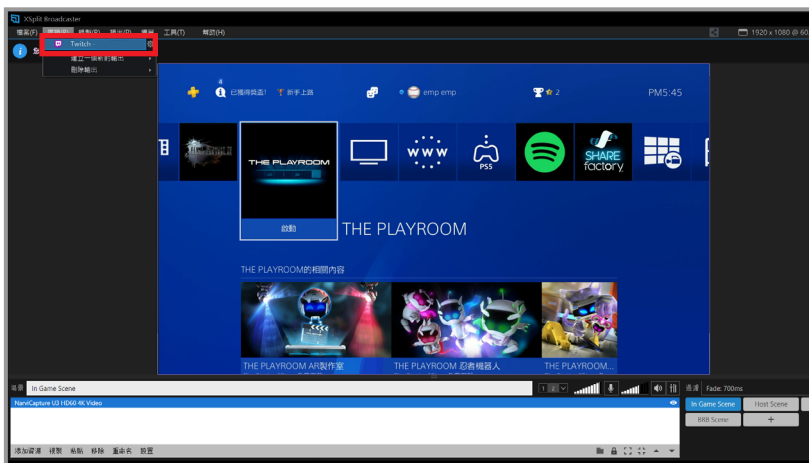 XSplit Broadcaster
檔案(F) 工具(T) 幫助(H)
1920 x 1080 @ 60.
Twitch -
建立一個新的輸出
刪除輸出
4
已獲得獎盃! 新手上路
emp emp
2
PM5:45
THE PLAYROOM
www
PS5
SHARE
factory
啟動
THE PLAYROOM
THE PLAYROOM的相關內容
THE PLAYROOM AR製作室
THE PLAYROOM 忍者機器人
THE PLAYROOM...
場景 In Game Scene
1 2
過濾 Fade: 700ms
NarviCapture U3 HD60 4K Video
In Game Scene
Host Scene
BRB Scene
+
添加資源 複製 粘貼 移除 重命名 設置